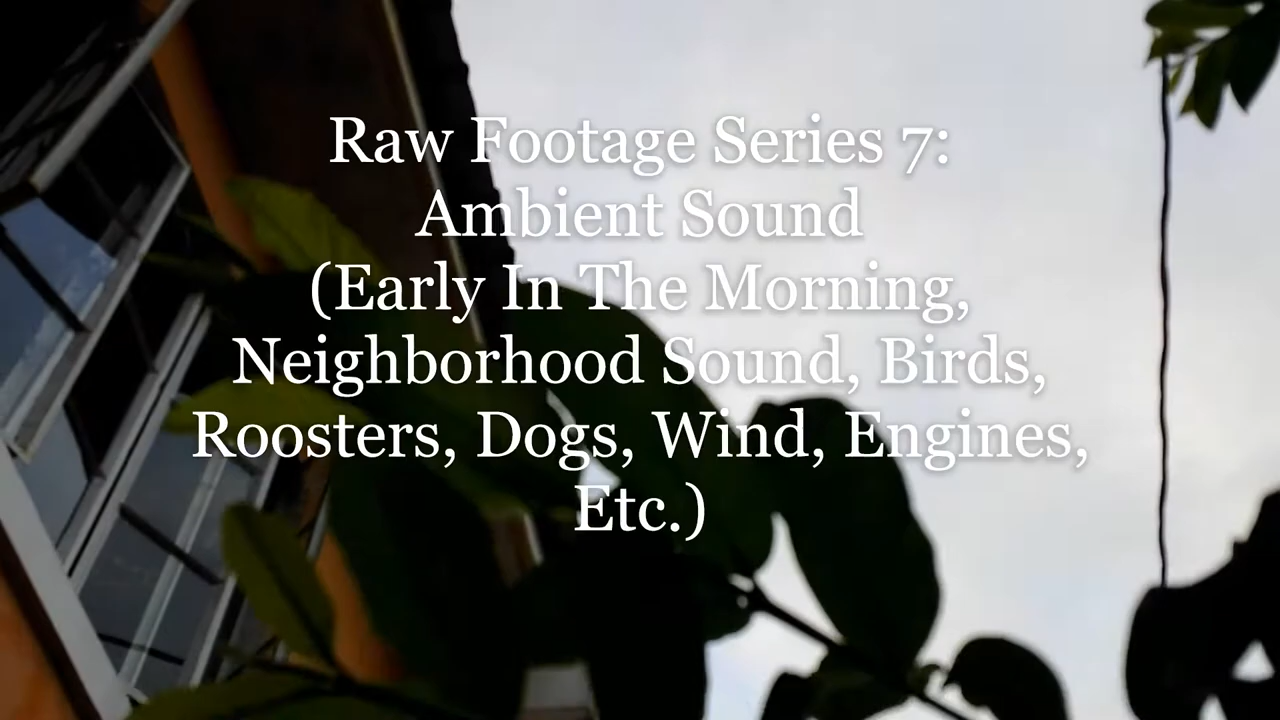 Raw Footage Series 7:
Ambient Sound
(Early In The Morning,
Neighborhood Sound, Birds,
Roosters, Dogs, Wind, Engines,
Etc.)